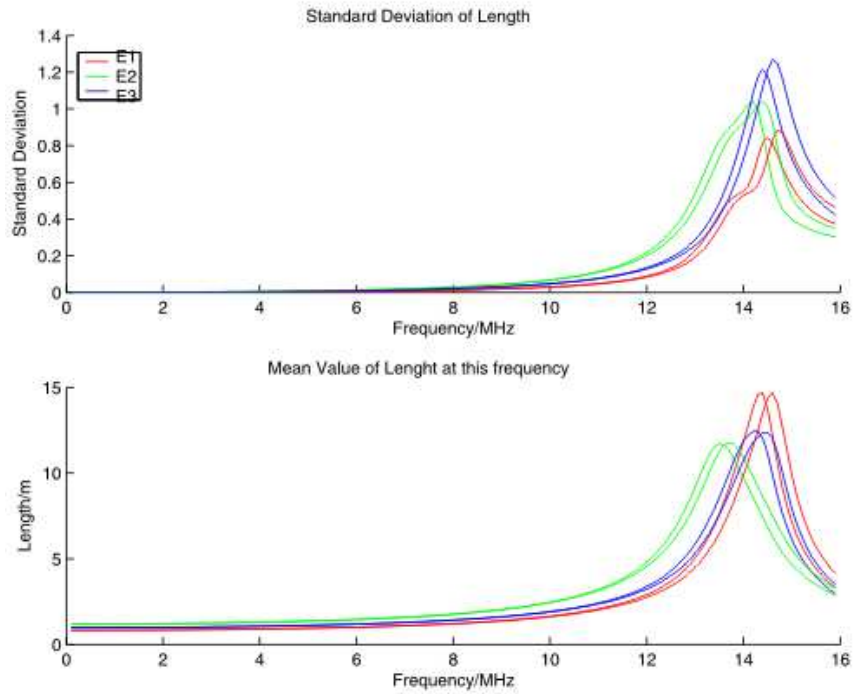 Standard Deviation of Length
1.4
1.2
1
0.8
0.6
0.4
0.2
0
Standard Deviation
E1
E2
E3
0 2 4 6 8 10 12 14 16
Frequency/MHz
Mean Value of Lenght at this frequency
15
10
5
0
Length/m
0 2 4 6 8 10 12 14 16
Frequency/MHz